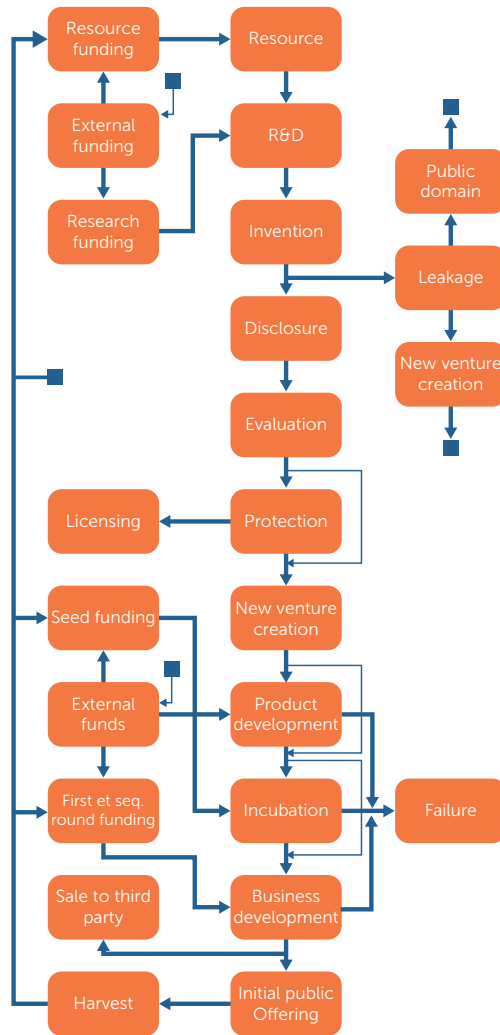 Resource
funding
Resource
External
funding
R&D
Public
domain
Research
funding
Invention
Leakage
Disclosure
New venture
creation
Evaluation
Licensing
Protection
Seed funding
New venture
creation
External
funds
Product
development
First et seq.
round funding
Incubation
Failure
Sale to third
party
Business
development
Harvest
Initial public
Offering